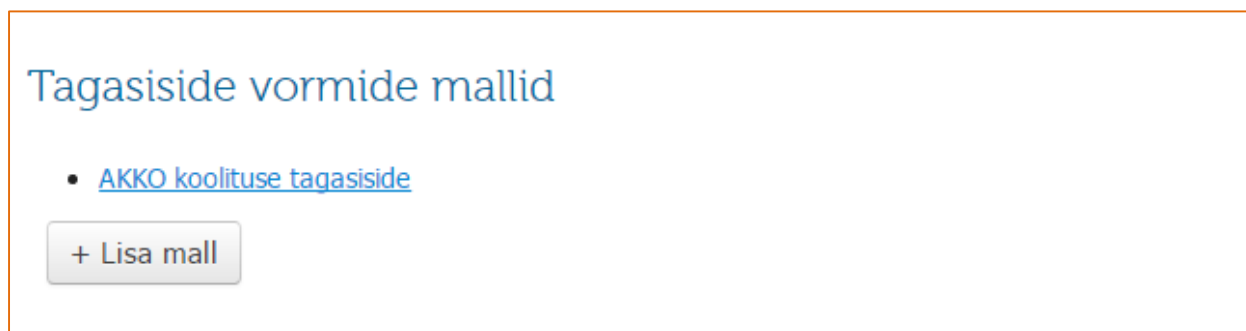 Tagasiside vormide mallid
• AKKO koolituse tagasiside
+ Lisa mall